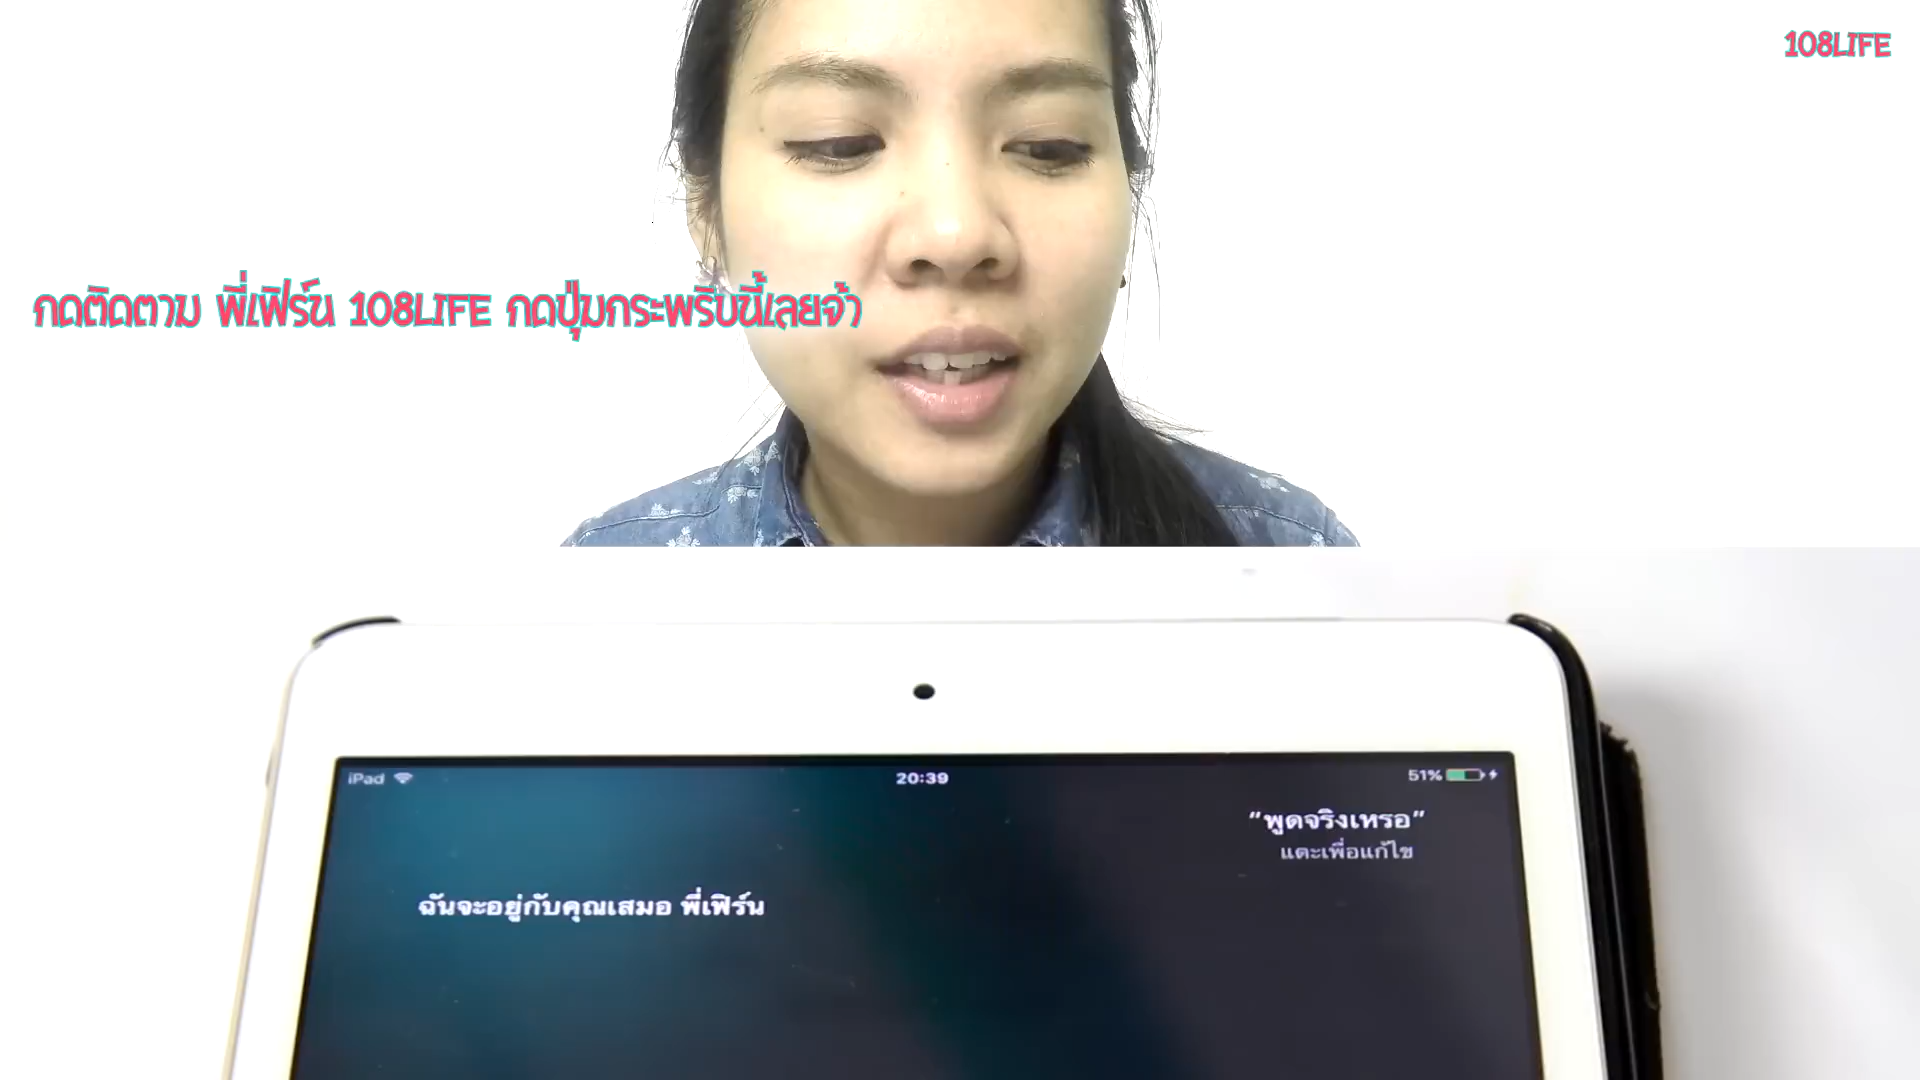 108LIFE
กดติดตาม พี่เฟิร์น 108LIFE กดปุ่มกระพริบนี้เลยจ้า
iPad 20:39 51%
“พูดจริงเหรอ”
แตะเพื่อแก้ไข
ฉันจะอยู่กับคุณเสมอ พี่เฟิร์น